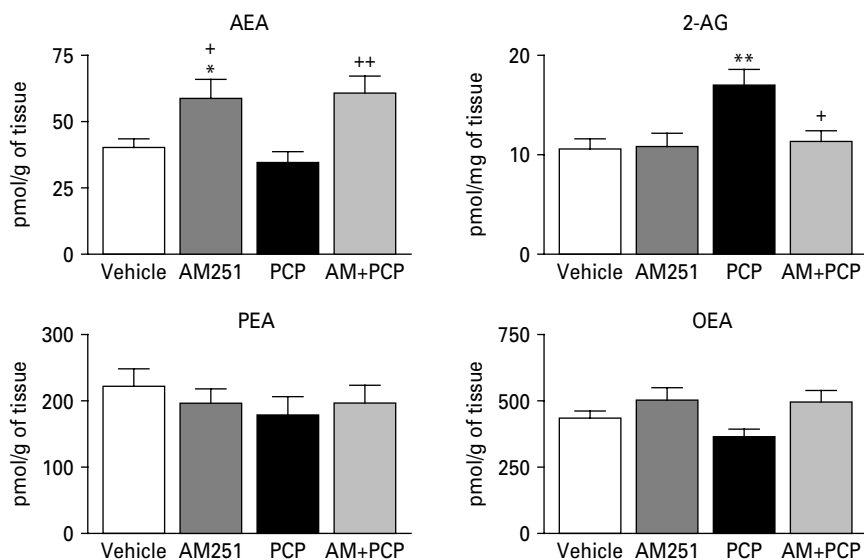 AEA
pmol/g of tissue
75
50
25
0
+
*
++
Vehicle AM251 PCP AM+PCP
2-AG
pmol/mg of tissue
20
10
0
**
+
Vehicle AM251 PCP AM+PCP
PEA
pmol/g of tissue
300
200
100
0
Vehicle AM251 PCP AM+PCP
OEA
pmol/g of tissue
750
500
250
0
Vehicle AM251 PCP AM+PCP